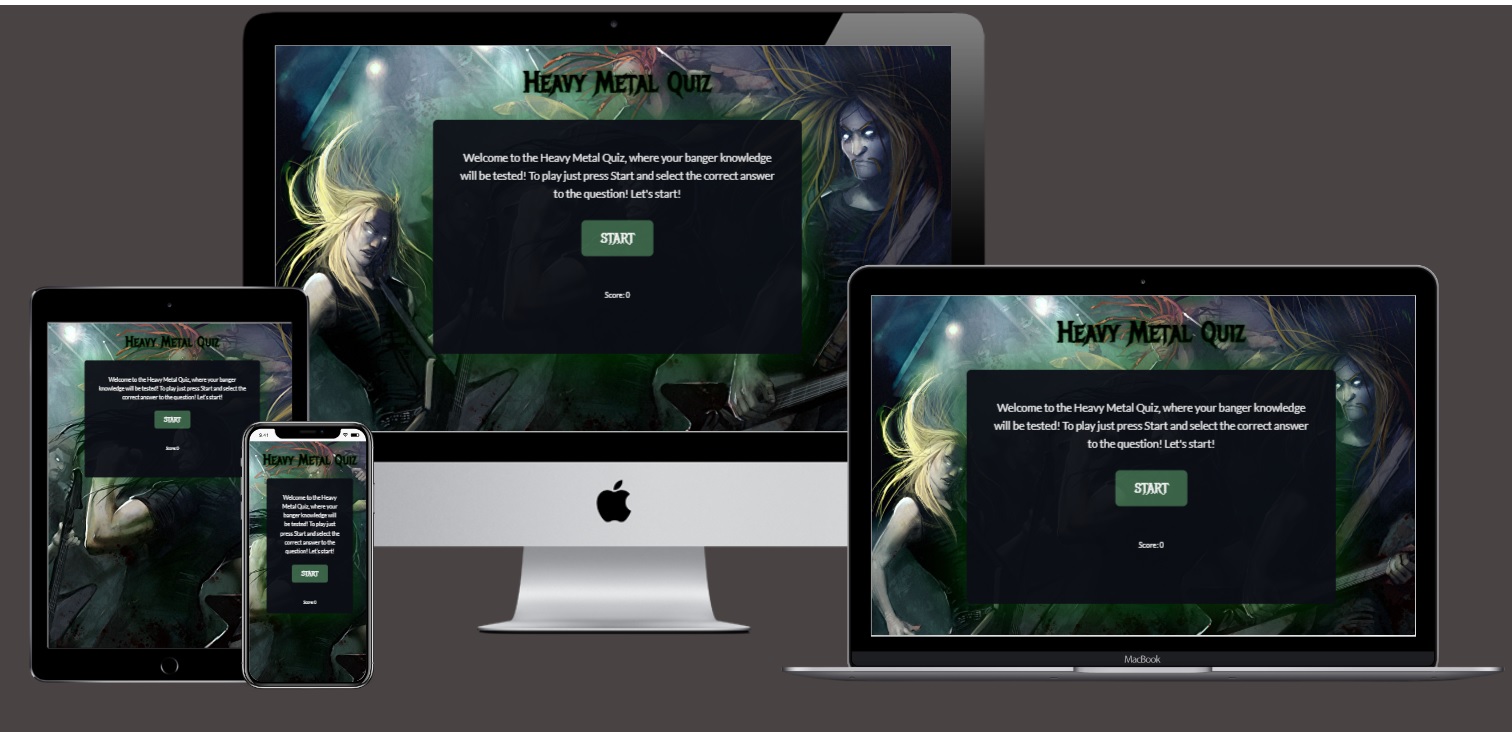 HEAVY METAL QUIZ
Welcome to the Heavy Metal Quiz, where your banger knowledge
will be tested! To play just press Start and select the correct answer
to the question! Let's start!
START
Score: 0
HEAVY METAL QUIZ
Welcome to the Heavy Metal Quiz, where your banger
knowledge will be tested! To play just press Start and select the
correct answer to the question! Let's start!
START
Score: 0
9:41
HEAVY METAL QUIZ
Welcome to the Heavy
Metal Quiz, where your
banger knowledge will
be tested! To play just
press Start and select the
correct answer to the
question! Let's start!
START
Score: 0
HEAVY METAL QUIZ
Welcome to the Heavy Metal Quiz, where your banger knowledge
will be tested! To play just press Start and select the correct answer
to the question! Let's start!
START
Score: 0
MacBook